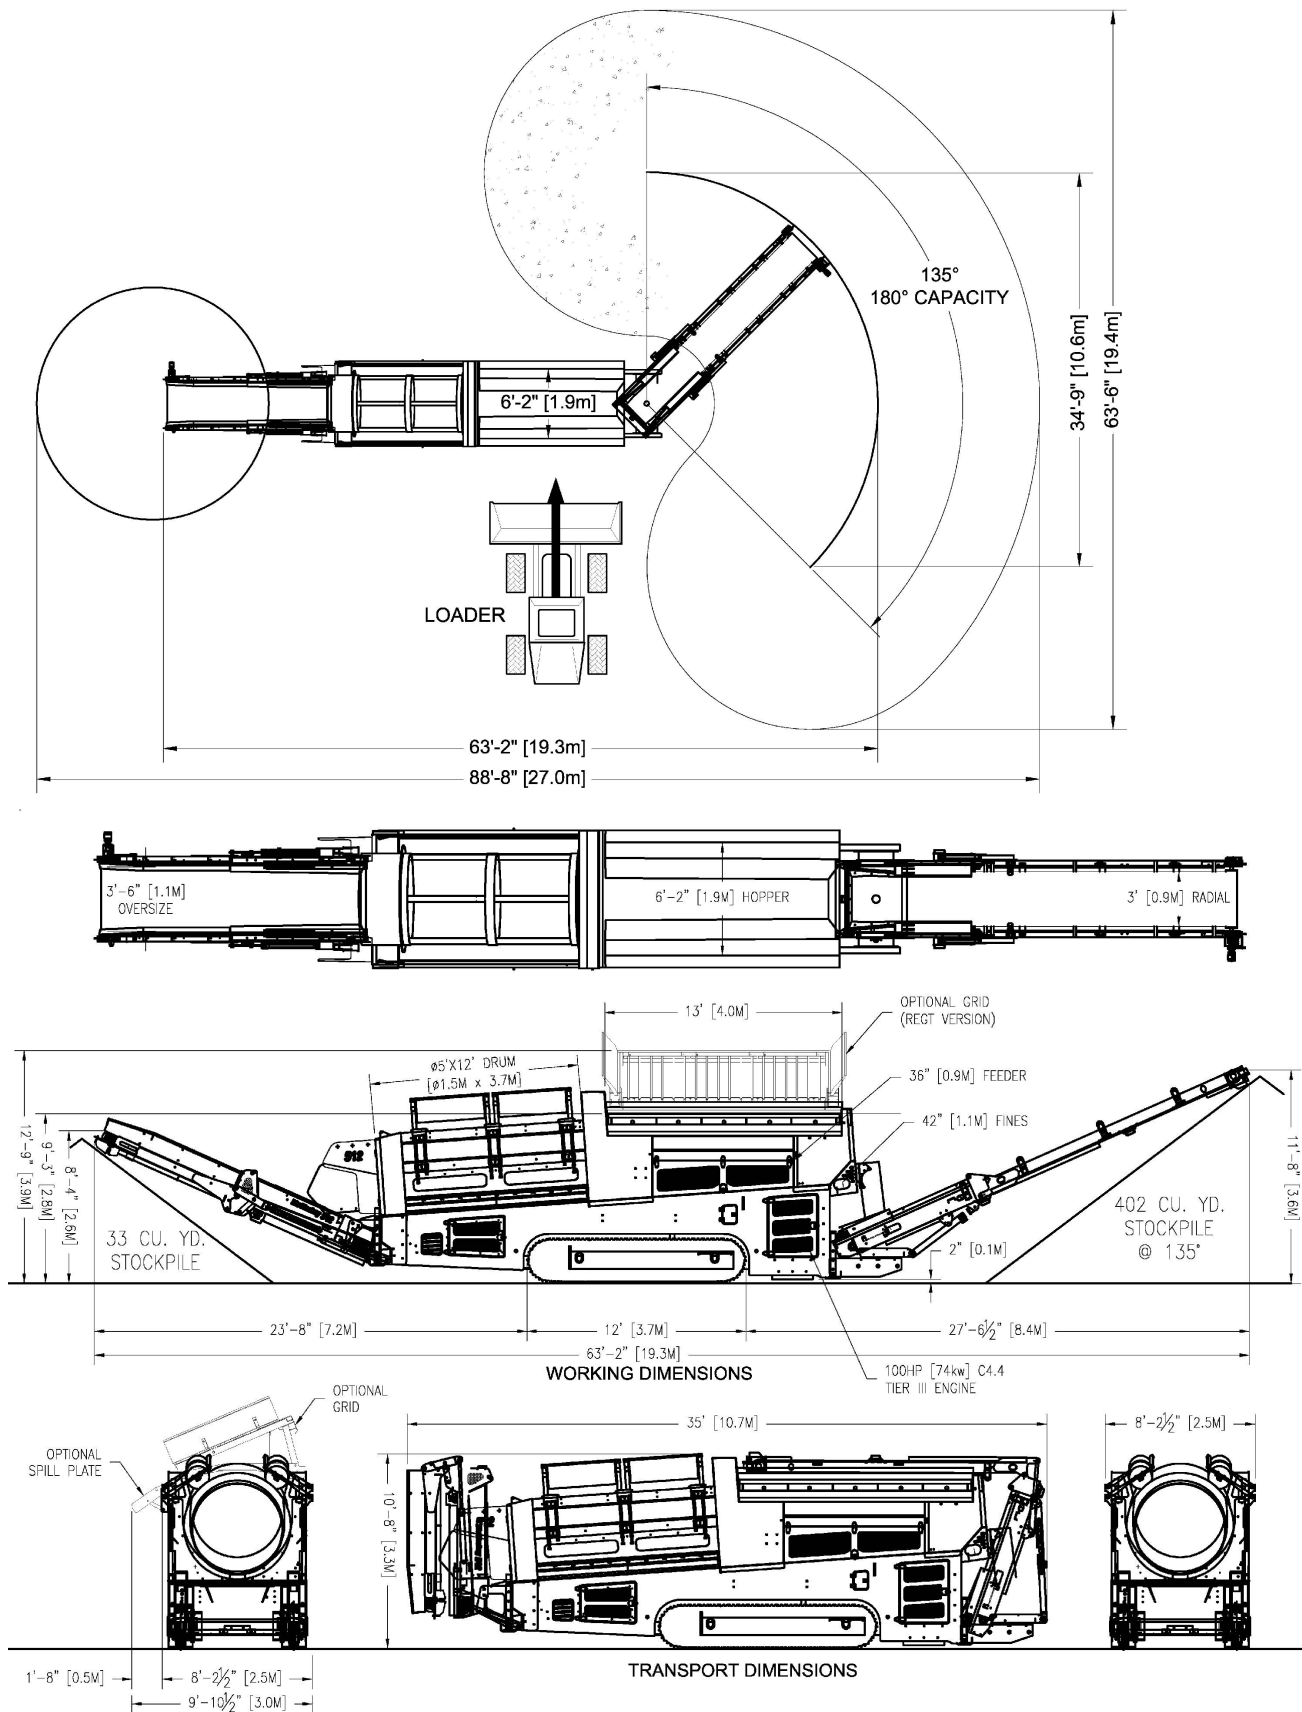 135°
180° CAPACITY
34'-9" [10.6m]
63'-6" [19.4m]
6'-2" [1.9m]
LOADER
63'-2" [19.3m]
88'-8" [27.0m]
3'-6" [1.1M]
OVERSIZE
6'-2" [1.9M] HOPPER
3' [0.9M] RADIAL
13' [4.0M]
OPTIONAL GRID
(REGT VERSION)
ø5'X12' DRUM
[ø1.5M x 3.7M]
36" [0.9M] FEEDER
42" [1.1M] FINES
512
12'-9" [3.9M]
9'-3" [2.8M]
8'-4" [2.6M]
11'-8" [3.6M]
33 CU. YD.
STOCKPILE
402 CU. YD.
STOCKPILE
@ 135°
2" [0.1M]
23'-8" [7.2M]
12' [3.7M]
27'-6½" [8.4M]
63'-2" [19.3M]
WORKING DIMENSIONS
100HP [74kw] C4.4
TIER III ENGINE
OPTIONAL
GRID
OPTIONAL
SPILL PLATE
35' [10.7M]
8'-2½" [2.5M]
10'-8" [3.3M]
1'-8" [0.5M]
8'-2½" [2.5M]
9'-10½" [3.0M]
TRANSPORT DIMENSIONS